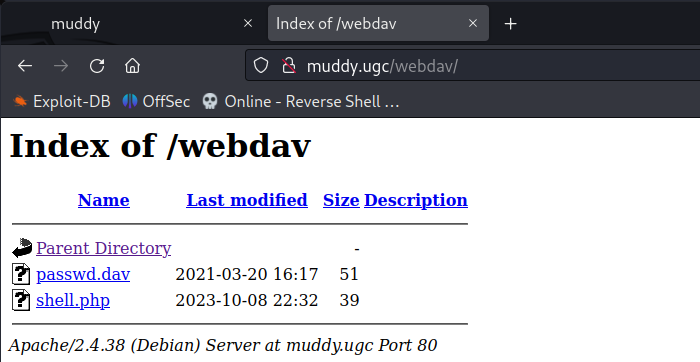 muddy
Index of /webdav
muddy.ugc/webdav/
Exploit-DB OffSec Online - Reverse Shell ...
Index of /webdav
Name Last modified Size Description
Parent Directory -
passwd.dav 2021-03-20 16:17 51
shell.php 2023-10-08 22:32 39
Apache/2.4.38 (Debian) Server at muddy.ugc Port 80